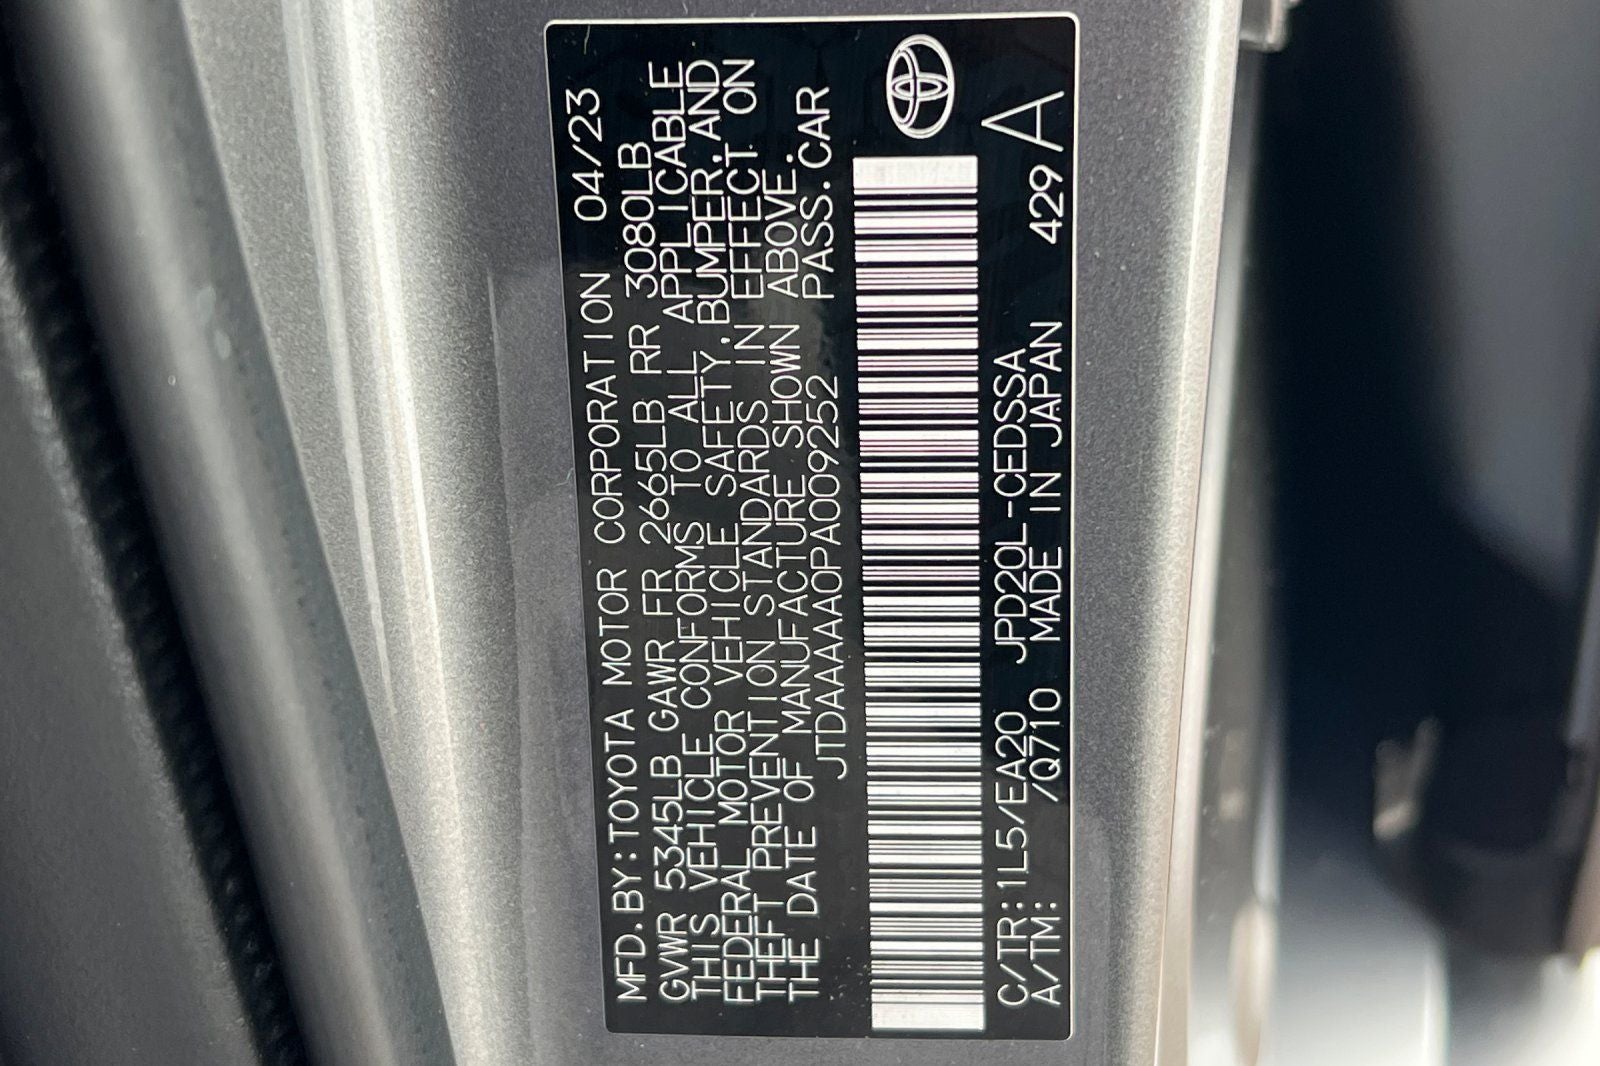 MFD.BY:TOYOTA MOTOR CORPORATION 04/23
GVWR 5345LB GAWR FR 2665LB RR 3080LB
THIS VEHICLE CONFORMS TO ALL APPLICABLE
FEDERAL MOTOR VEHICLE SAFETY, BUMPER, AND
THEFT PREVENTION STANDARDS IN EFFECT ON
THE DATE OF MANUFACTURE SHOWN ABOVE.
JTDAAAAA0PA009252 PASS.CAR
C/TR:1L5/EA20 JPD20L-CEDSSA
A/TM: /Q710 MADE IN JAPAN 429 A